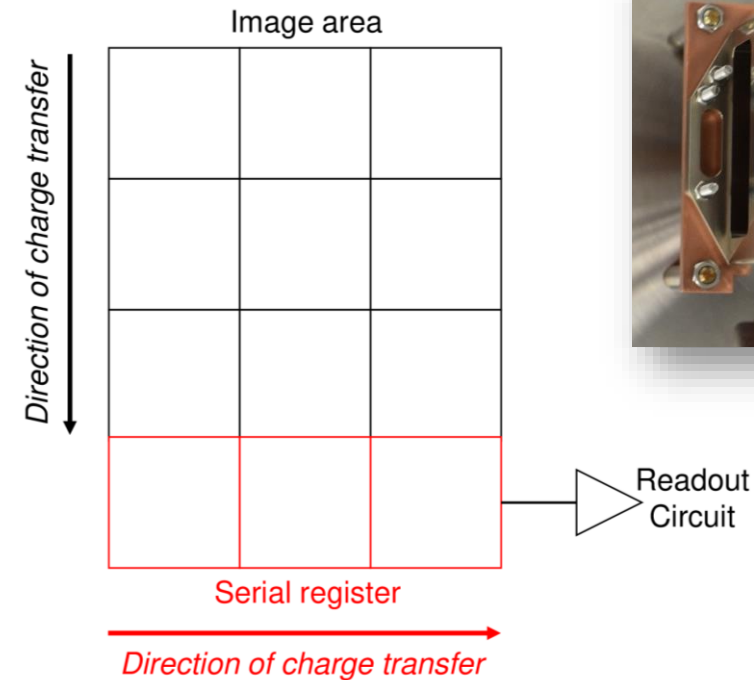 Image area
Direction of charge transfer
Readout
Circuit
Serial register
Direction of charge transfer